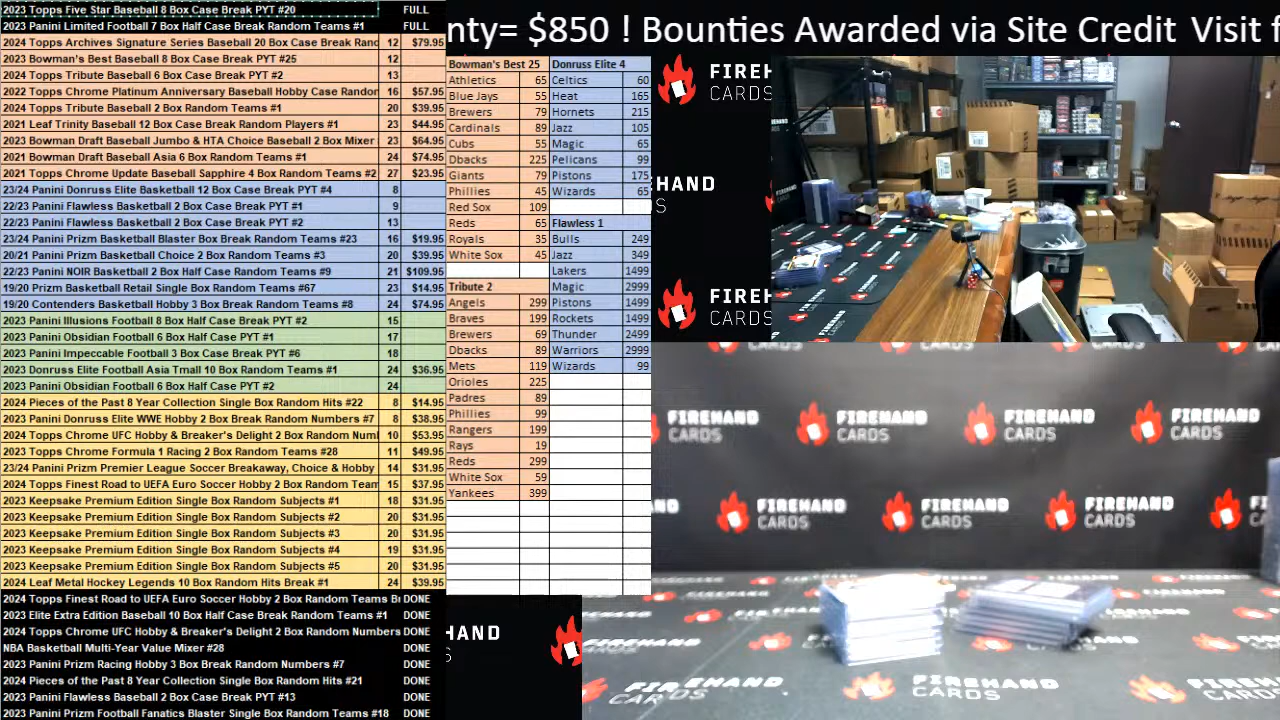 nty= $850 ! Bounties Awarded via Site Credit Visit f
2023 Topps Five Star Baseball 8 Box Case Break PYT #20 FULL
2023 Panini Limited Football 7 Box Half Case Break Random Teams #1 FULL
2024 Topps Archives Signature Series Baseball 20 Box Case Break Rand 12 $79.95
2023 Bowman's Best Baseball 8 Box Case Break PYT #25 12
2024 Topps Tribute Baseball 6 Box Case Break PYT #2 13
2022 Topps Chrome Platinum Anniversary Baseball Hobby Case Random 16 $57.95
2024 Topps Tribute Baseball 2 Box Random Teams #1 20 $39.95
2021 Leaf Trinity Baseball 12 Box Case Break Random Players #1 23 $44.95
2023 Bowman Draft Baseball Jumbo & HTA Choice Baseball 2 Box Mixer 23 $64.95
2021 Bowman Draft Baseball Asia 6 Box Random Teams #1 24 $74.95
2021 Topps Chrome Update Baseball Sapphire 4 Box Random Teams #2 27 $23.95
23/24 Panini Donruss Elite Basketball 12 Box Case Break PYT #4 8
22/23 Panini Flawless Basketball 2 Box Case Break PYT #1 9
22/23 Panini Flawless Basketball 2 Box Case Break PYT #2 13
23/24 Panini Prizm Basketball Blaster Box Break Random Teams #23 16 $19.95
20/21 Panini Prizm Basketball Choice 2 Box Random Teams #3 20 $39.95
22/23 Panini NOIR Basketball 2 Box Half Case Random Teams #9 21 $109.95
19/20 Prizm Basketball Retail Single Box Random Teams #67 23 $14.95
19/20 Contenders Basketball Hobby 3 Box Break Random Teams #8 24 $74.95
2023 Panini Illusions Football 8 Box Half Case Break PYT #2 15
2023 Panini Obsidian Football 6 Box Half Case PYT #1 17
2023 Panini Impeccable Football 3 Box Case Break PYT #6 18
2023 Donruss Elite Football Asia Tmall 10 Box Random Teams #1 24 $36.95
2023 Panini Obsidian Football 6 Box Half Case PYT #2 24
2024 Pieces of the Past 8 Year Collection Single Box Random Hits #22 8 $14.95
2023 Panini Donruss Elite WWE Hobby 2 Box Break Random Numbers #7 8 $38.95
2024 Topps Chrome UFC Hobby & Breaker's Delight 2 Box Random Numl 10 $53.95
2023 Topps Chrome Formula 1 Racing 2 Box Random Teams #28 11 $49.95
23/24 Panini Prizm Premier League Soccer Breakaway, Choice & Hobby 14 $31.95
2024 Topps Finest Road to UEFA Euro Soccer Hobby 2 Box Random Team 15 $37.95
2023 Keepsake Premium Edition Single Box Random Subjects #1 18 $31.95
2023 Keepsake Premium Edition Single Box Random Subjects #2 20 $31.95
2023 Keepsake Premium Edition Single Box Random Subjects #3 20 $31.95
2023 Keepsake Premium Edition Single Box Random Subjects #4 19 $31.95
2023 Keepsake Premium Edition Single Box Random Subjects #5 20 $31.95
2024 Leaf Metal Hockey Legends 10 Box Random Hits Break #1 24 $39.95
2024 Topps Finest Road to UEFA Euro Soccer Hobby 2 Box Random Teams Br DONE
2023 Elite Extra Edition Baseball 10 Box Half Case Break Random Teams #1 DONE
2024 Topps Chrome UFC Hobby & Breaker's Delight 2 Box Random Numbers DONE
NBA Basketball Multi-Year Value Mixer #28 DONE
2023 Panini Prizm Racing Hobby 3 Box Break Random Numbers #7 DONE
2024 Pieces of the Past 8 Year Collection Single Box Random Hits #21 DONE
2023 Panini Flawless Baseball 2 Box Case Break PYT #13 DONE
2023 Panini Prizm Football Fanatics Blaster Single Box Random Teams #18 DONE
Bowman's Best 25
Athletics 65
Blue Jays 55
Brewers 79
Cardinals 89
Cubs 55
Dbacks 225
Giants 79
Phillies 45
Red Sox 109
Reds 65
Royals 35
White Sox 45
Tribute 2
Angels 299
Braves 199
Brewers 69
Dbacks 89
Mets 119
Orioles 225
Padres 89
Phillies 99
Rangers 199
Rays 19
Reds 299
White Sox 59
Yankees 399
Donruss Elite 4
Celtics 60
Heat 165
Hornets 215
Jazz 105
Magic 65
Pelicans 99
Pistons 175
Wizards 65
Flawless 1
Bulls 249
Jazz 349
Lakers 1499
Magic 2999
Pistons 1499
Rockets 1499
Thunder 2499
Warriors 2999
Wizards 99
FIREH
CARDS
HAND
S
FIREH
CARDS
HAND
S
FIREHAND
CARDS
FIREHAND
CARDS
FIREHAND
CARDS
FIREHAND
CARDS
FIREHAND
CARDS
FIREHAND
CARDS
FIREHAND
CARDS
FIREHAND
CARDS